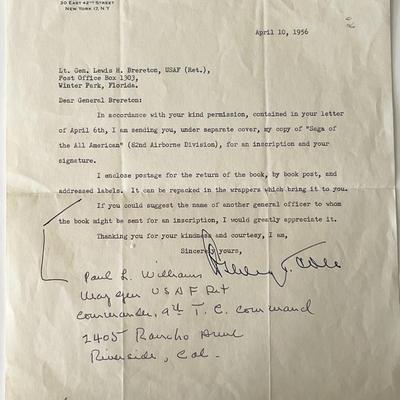 30 EAST 42ND STREET
NEW YORK 17, N.Y.
April 10, 1956
Lt. Gen. Lewis H. Brereton, USAF (Ret.),
Post Office Box 1303,
Winter Park, Florida.
Dear General Brereton:
In accordance with your kind permission, contained in your letter
of April 6th, I am sending you, under separate cover, my copy of "Saga of
the All American" (82nd Airborne Division), for an inscription and your
signature.
I enclose postage for the return of the book, by book post, and
addressed labels. It can be repacked in the wrappers which bring it to you.
If you could suggest the name of another general officer to whom
the book might be sent for an inscription, I would greatly appreciate it.
Thanking you for your kindness and courtesy, I am,
Sincerely yours,
Paul L. Williams
Maj Gen USAF Ret
Commander, 9th T. C. Command
2405 Rancho
Riverside, Cal.